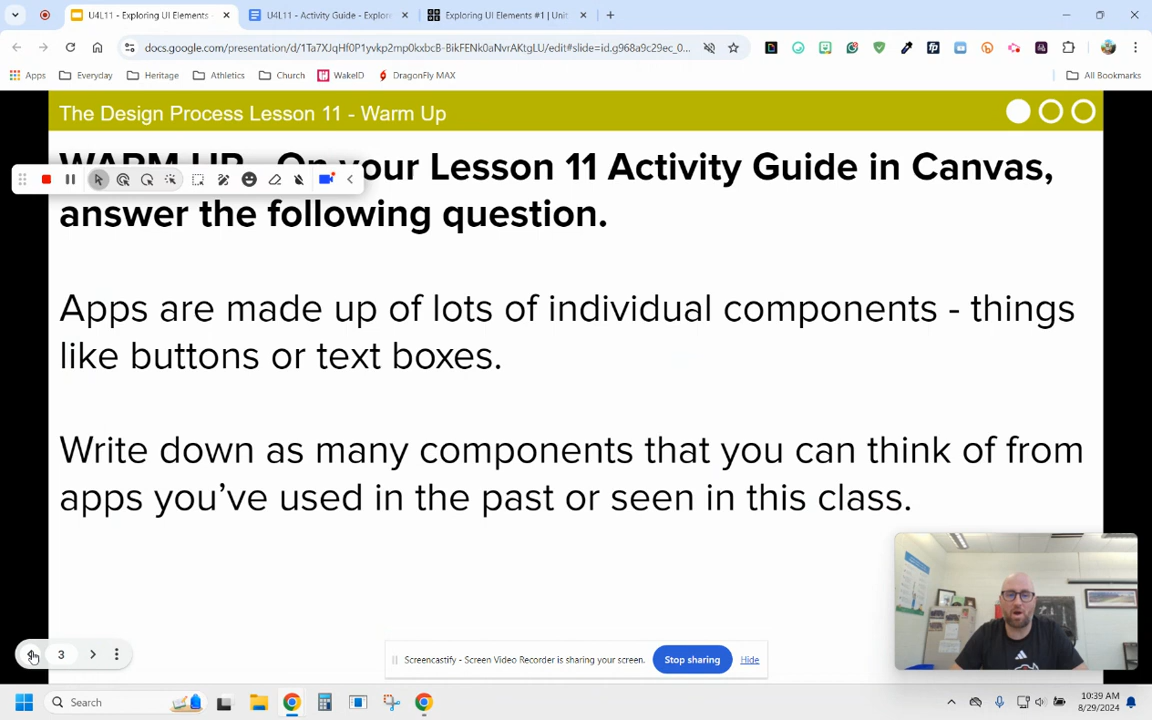 U4L11 - Exploring UI Elements
U4L11 - Activity Guide - Explor
Exploring UI Elements #1 | Unit
docs.google.com/presentation/d/1Ta7XJqHf0P1yvkp2mp0kxbcB-BikFENk0aNvrAKtgLU/edit#slide=id.g968a9c29ec_0...
Apps
Everyday
Heritage
Athletics
Church
WakeID
DragonFly MAX
All Bookmarks
The Design Process Lesson 11 - Warm Up
WARM UP - On your Lesson 11 Activity Guide in Canvas,
answer the following question.
Apps are made up of lots of individual components - things
like buttons or text boxes.
Write down as many components that you can think of from
apps you’ve used in the past or seen in this class.
3
Screencastify - Screen Video Recorder is sharing your screen.
Stop sharing
Hide
Search
10:39 AM
8/29/2024